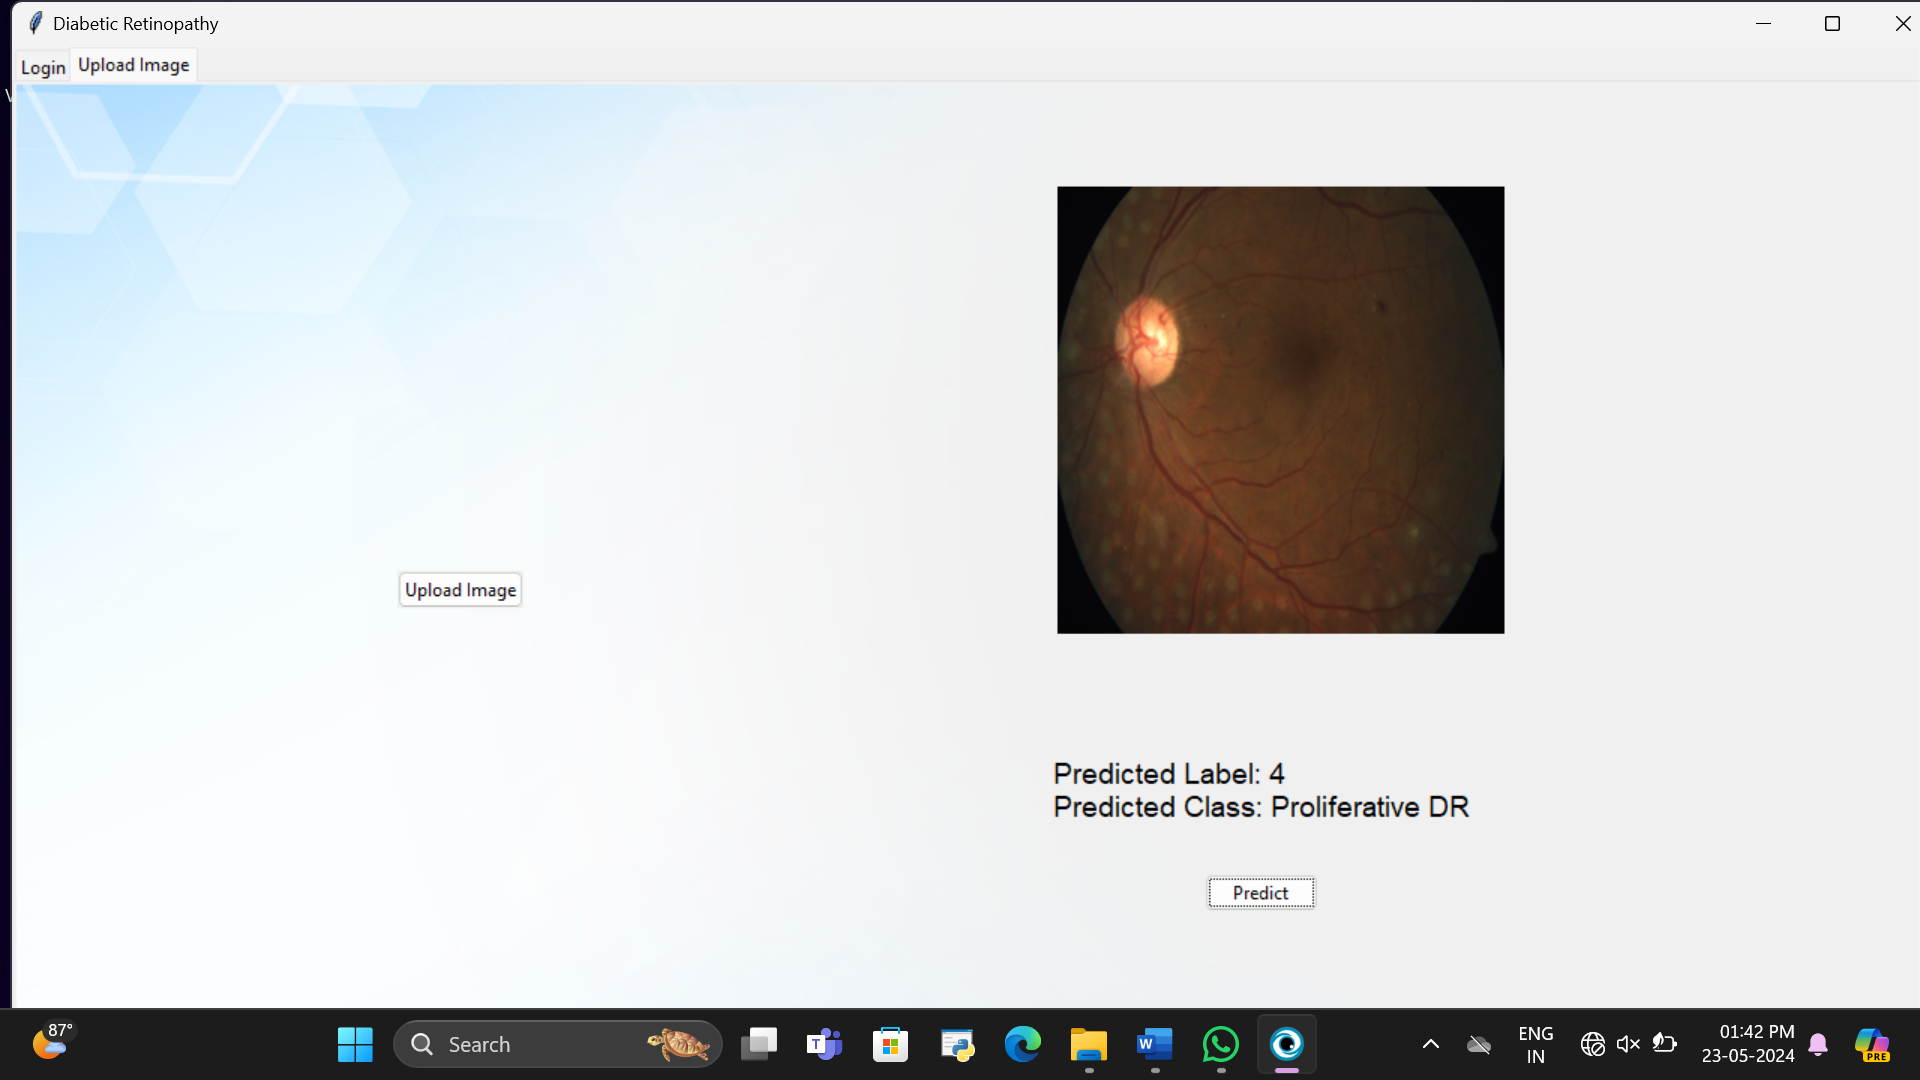 Diabetic Retinopathy
Login
Upload Image
Upload Image
Predicted Label: 4
Predicted Class: Proliferative DR
Predict
87°
Search
T
W
ENG
IN
01:42 PM
23-05-2024
PRE